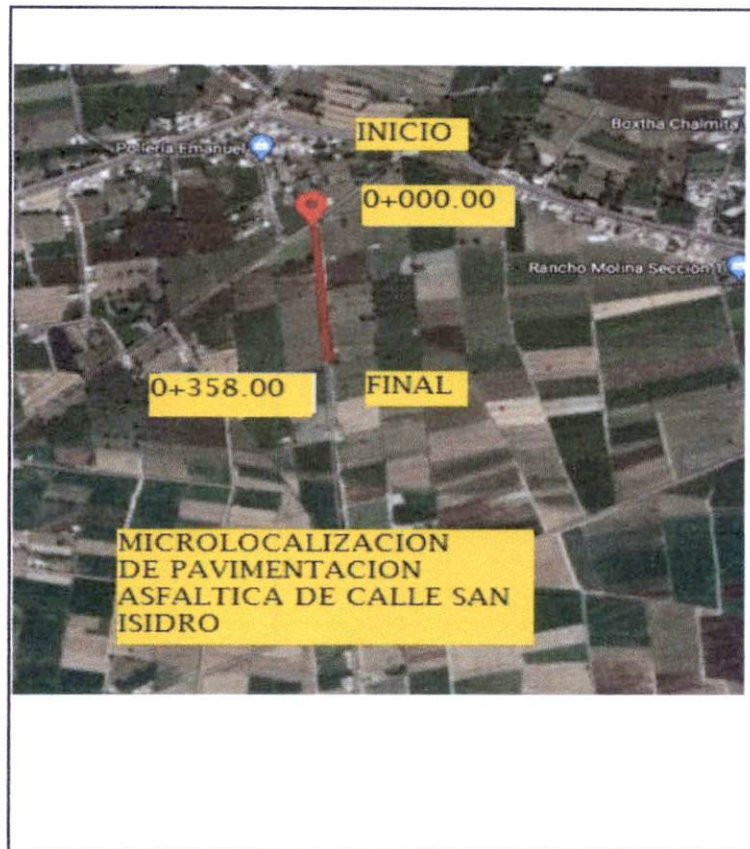 INICIO
Boxtha Chalmita
Pollería Emanuel
0+000.00
Rancho Molina Sección 1
0+358.00
FINAL
MICROLOCALIZACION
DE PAVIMENTACION
ASFALTICA DE CALLE SAN
ISIDRO